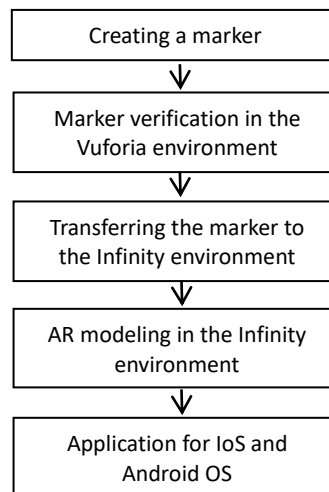 Creating a marker
Marker verification in the
Vuforia environment
Transferring the marker to
the Infinity environment
AR modeling in the Infinity
environment
Application for IoS and
Android OS